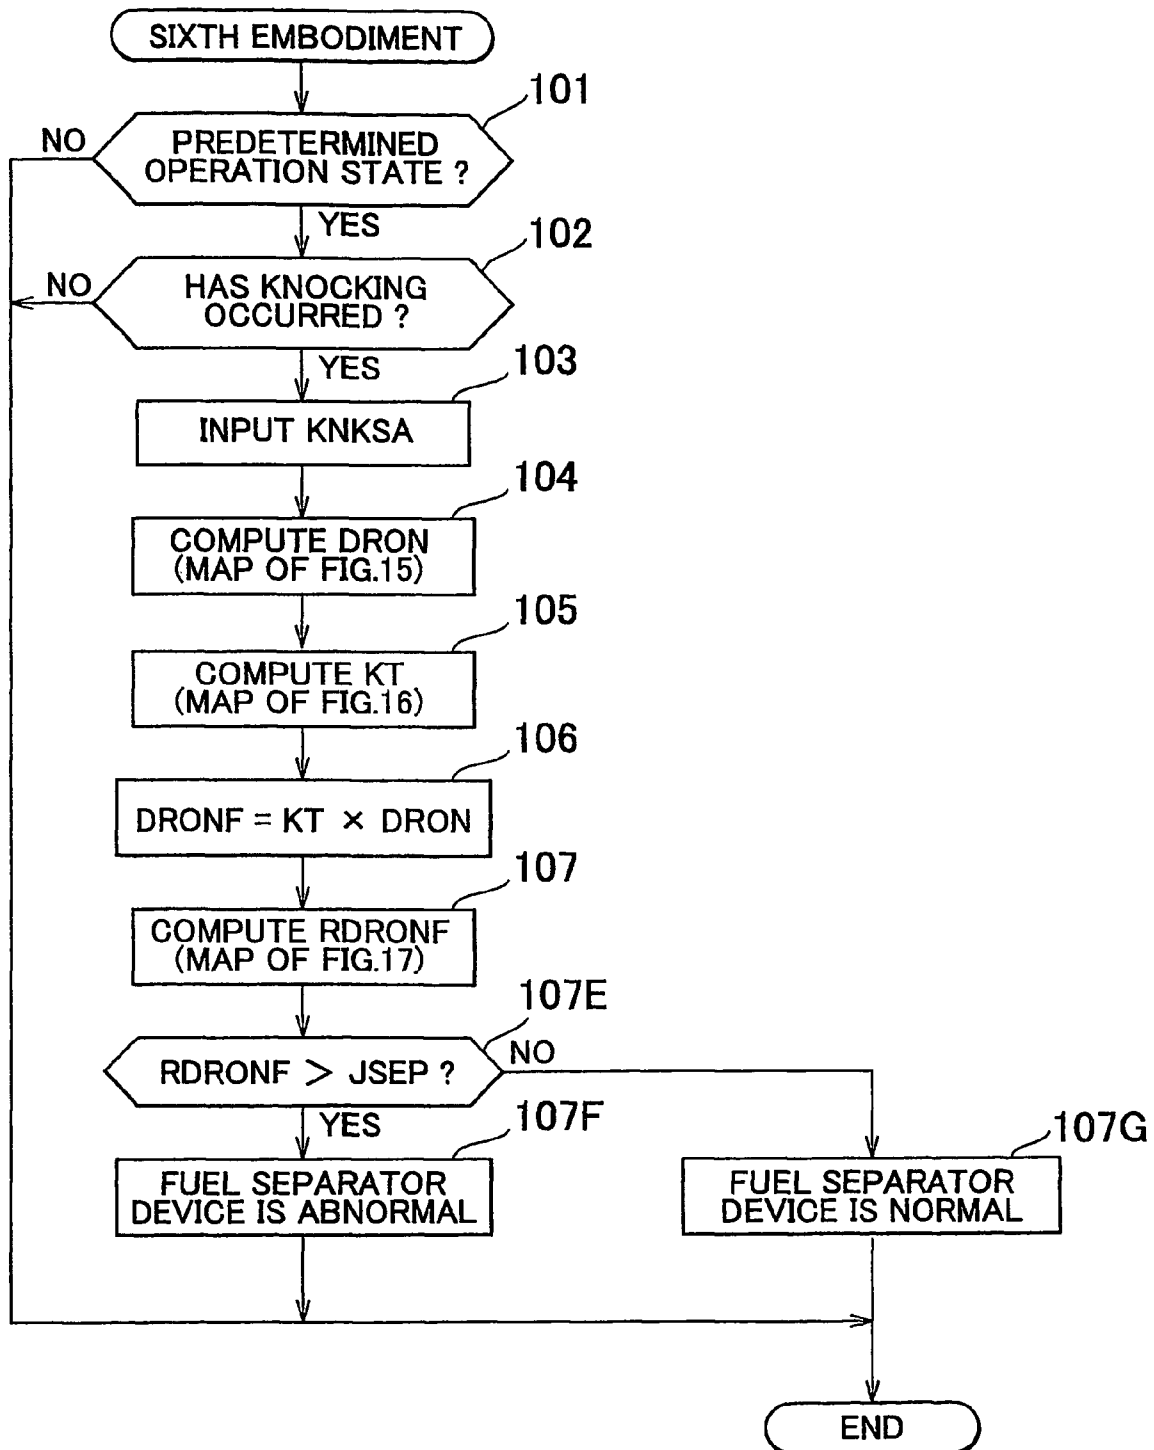 SIXTH EMBODIMENT
101
NO
PREDETERMINED
OPERATION STATE ?
YES
102
NO
HAS KNOCKING
OCCURRED ?
YES
103
INPUT KNKSA
104
COMPUTE DRON
(MAP OF FIG.15)
105
COMPUTE KT
(MAP OF FIG.16)
106
DRONF = KT × DRON
107
COMPUTE RDRONF
(MAP OF FIG.17)
107E
RDRONF > JSEP ?
NO
YES
107F
107G
FUEL SEPARATOR
DEVICE IS ABNORMAL
FUEL SEPARATOR
DEVICE IS NORMAL
END